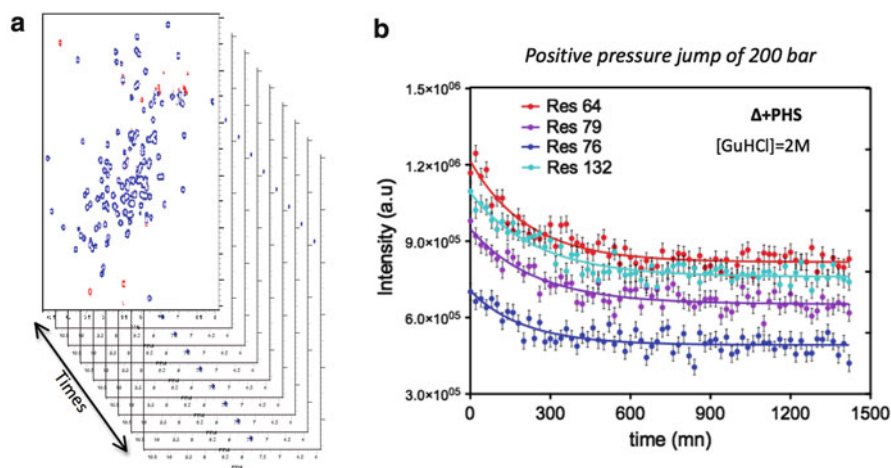 a
Times
b
Positive pressure jump of 200 bar
1.5×10⁰⁶
1.2×10⁰⁶
9.0×10⁰⁵
6.0×10⁰⁵
3.0×10⁰⁵
Intensity (a.u)
Res 64
Res 79
Res 76
Res 132
Δ+PHS
[GuHCl]=2M
0
300
600
900
1200
1500
time (mn)